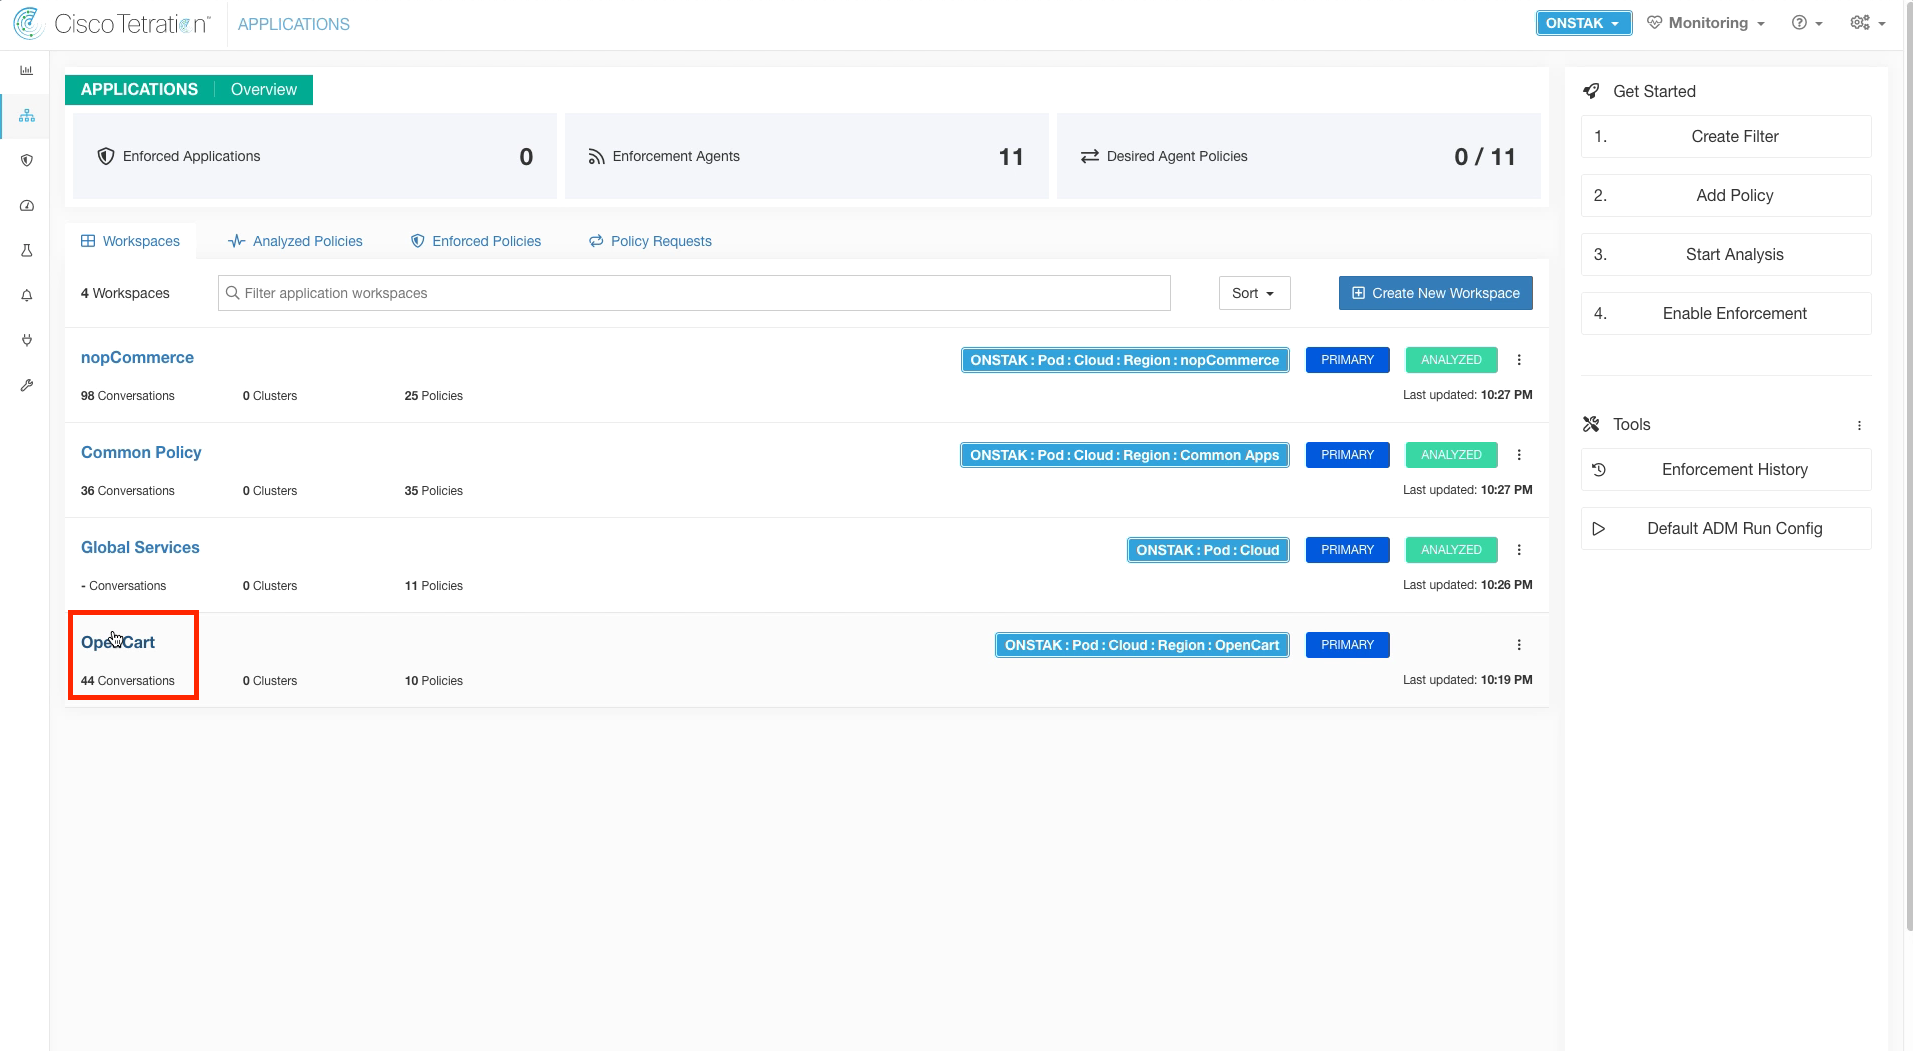 Cisco Tetration™ APPLICATIONS ONSTAK Monitoring
APPLICATIONS Overview
Enforced Applications 0 Enforcement Agents 11 Desired Agent Policies 0 / 11
Workspaces Analyzed Policies Enforced Policies Policy Requests
4 Workspaces Filter application workspaces Sort Create New Workspace
nopCommerce ONSTAK : Pod : Cloud : Region : nopCommerce PRIMARY ANALYZED
98 Conversations 0 Clusters 25 Policies Last updated: 10:27 PM
Common Policy ONSTAK : Pod : Cloud : Region : Common Apps PRIMARY ANALYZED
36 Conversations 0 Clusters 35 Policies Last updated: 10:27 PM
Global Services ONSTAK : Pod : Cloud PRIMARY ANALYZED
- Conversations 0 Clusters 11 Policies Last updated: 10:26 PM
OpenCart ONSTAK : Pod : Cloud : Region : OpenCart PRIMARY
44 Conversations 0 Clusters 10 Policies Last updated: 10:19 PM
Get Started
1. Create Filter
2. Add Policy
3. Start Analysis
4. Enable Enforcement
Tools
Enforcement History
Default ADM Run Config